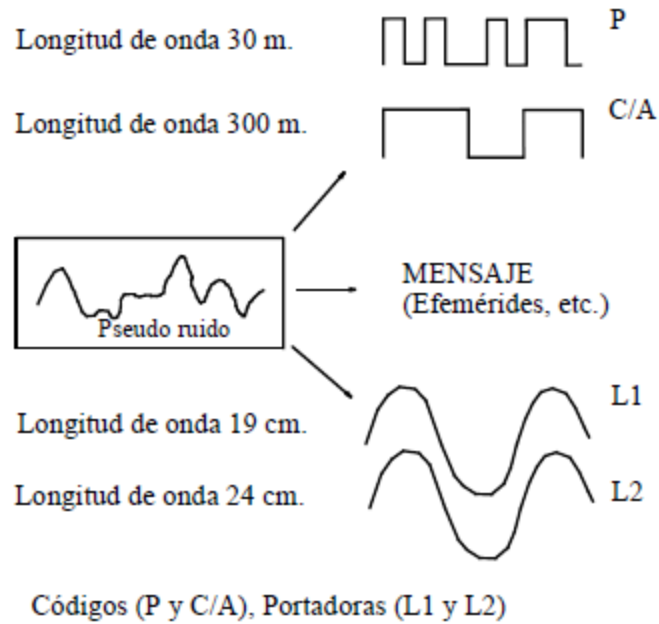 Longitud de onda 30 m.
P
Longitud de onda 300 m.
C/A
MENSAJE
(Efemérides, etc.)
Pseudo ruido
L1
Longitud de onda 19 cm.
L2
Longitud de onda 24 cm.
Códigos (P y C/A), Portadoras (L1 y L2)